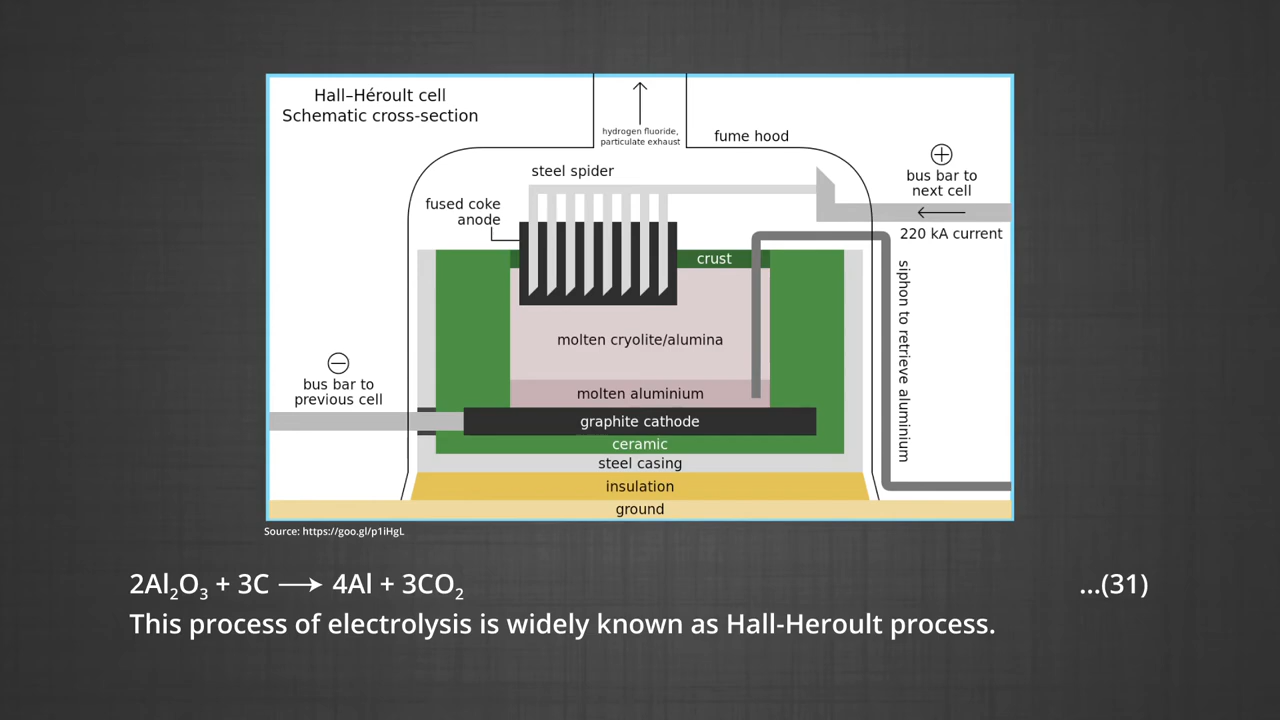 Hall–Héroult cell
Schematic cross-section
hydrogen fluoride,
particulate exhaust
fume hood
steel spider
bus bar to
next cell
fused coke
anode
220 kA current
crust
siphon to retrieve aluminium
molten cryolite/alumina
bus bar to
previous cell
molten aluminium
graphite cathode
ceramic
steel casing
insulation
ground
Source: https://goo.gl/p1iHgL
2Al₂O₃ + 3C ⟶ 4Al + 3CO₂ ...(31)
This process of electrolysis is widely known as Hall-Heroult process.